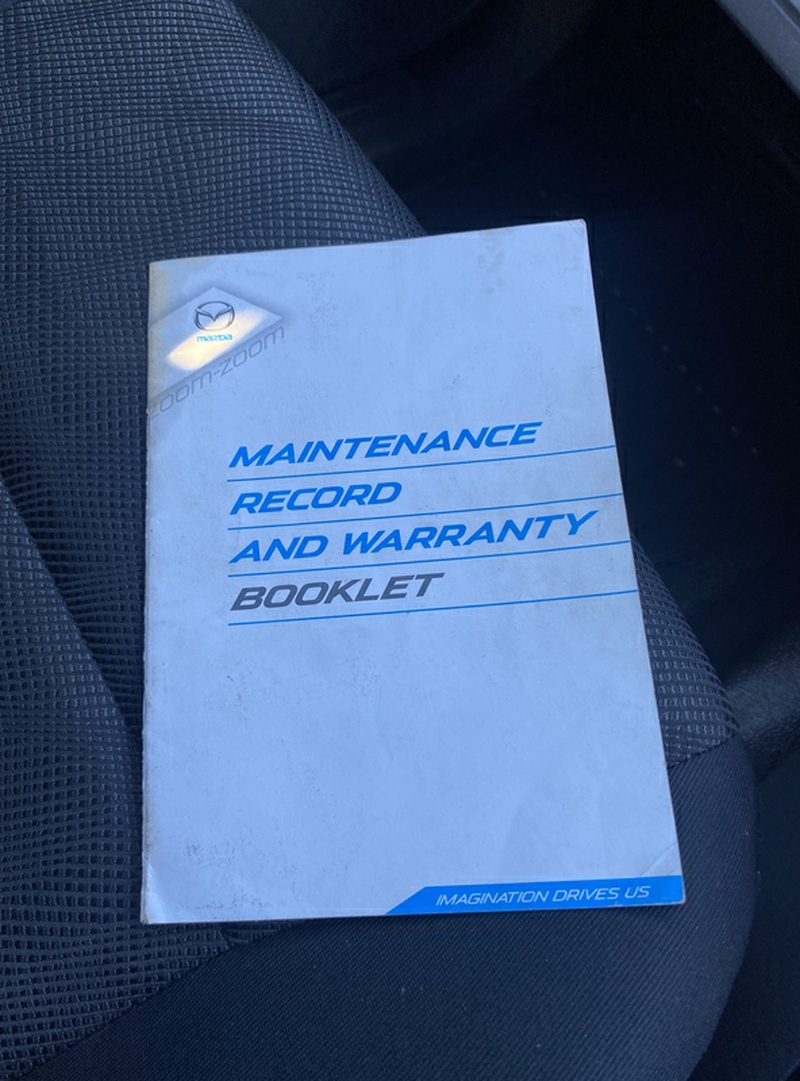 mazda
zoom-zoom
MAINTENANCE
RECORD
AND WARRANTY
BOOKLET
IMAGINATION DRIVES US